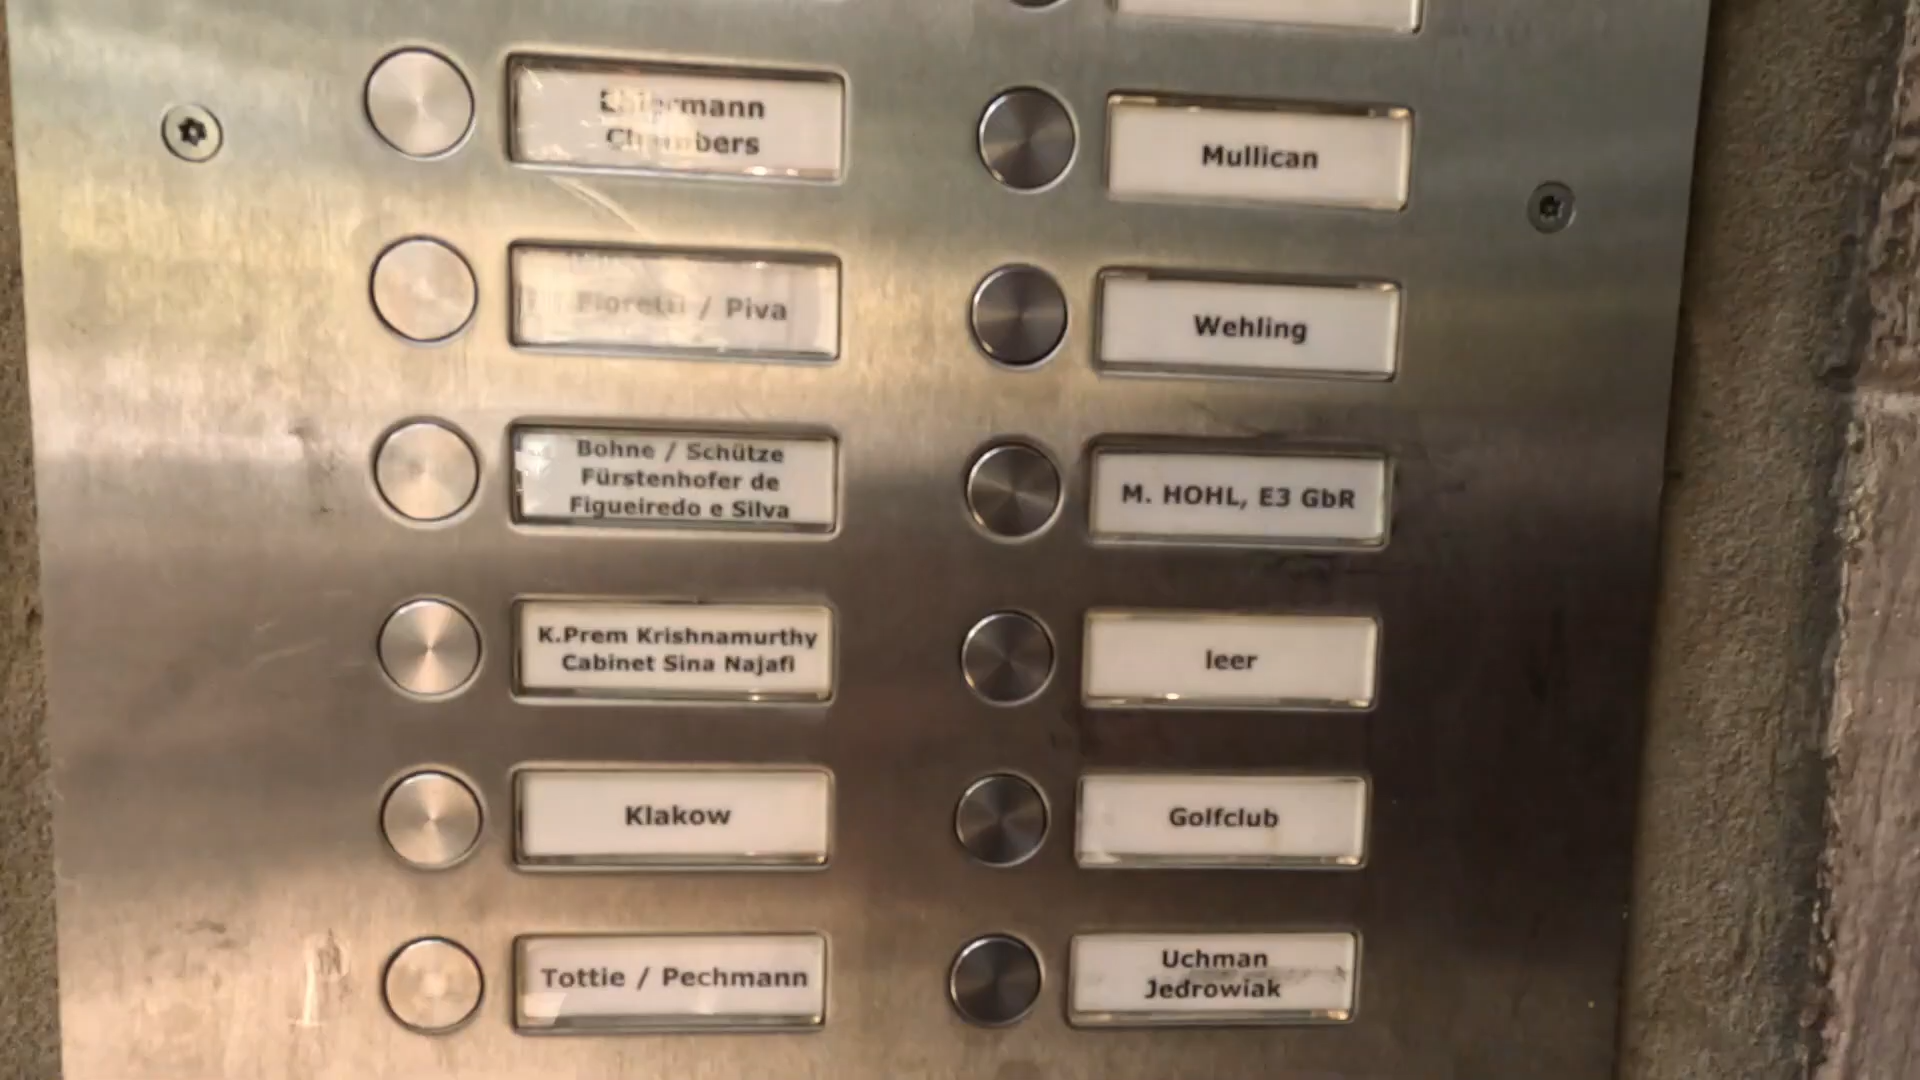 Chambers
Mullican
Fioretti / Piva
Wehling
Bohne / Schütze
Fürstenhofer de
Figueiredo e Silva
M. HOHL, E3 GbR
K.Prem Krishnamurthy
Cabinet Sina Najafi
leer
Klakow
Golfclub
Tottie / Pechmann
Uchman
Jedrowiak